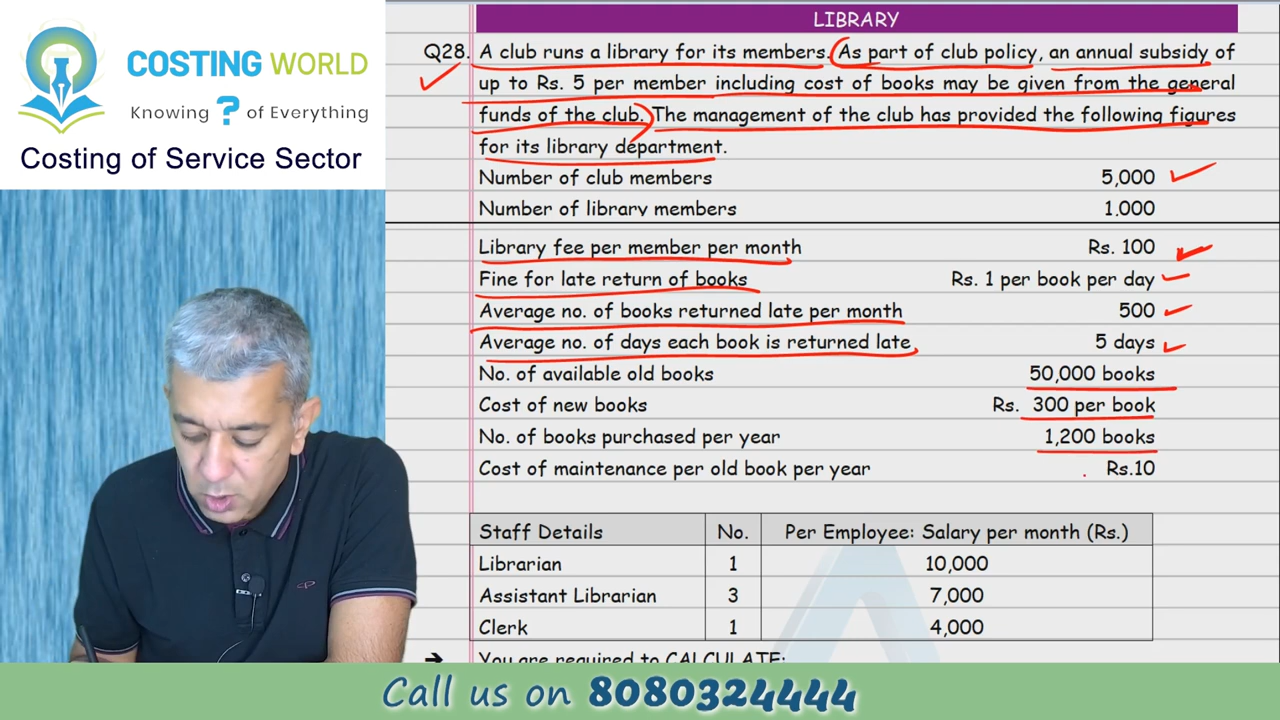 COSTING WORLD
Knowing ? of Everything
Costing of Service Sector
LIBRARY
Q28. A club runs a library for its members. As part of club policy, an annual subsidy of
up to Rs. 5 per member including cost of books may be given from the general
funds of the club. The management of the club has provided the following figures
for its library department.
Number of club members 5,000
Number of library members 1,000
Library fee per member per month Rs. 100
Fine for late return of books Rs. 1 per book per day
Average no. of books returned late per month 500
Average no. of days each book is returned late 5 days
No. of available old books 50,000 books
Cost of new books Rs. 300 per book
No. of books purchased per year 1,200 books
Cost of maintenance per old book per year Rs.10
Staff Details No. Per Employee: Salary per month (Rs.)
Librarian 1 10,000
Assistant Librarian 3 7,000
Clerk 1 4,000
→ You are required to CALCULATE:
Call us on 8080324444